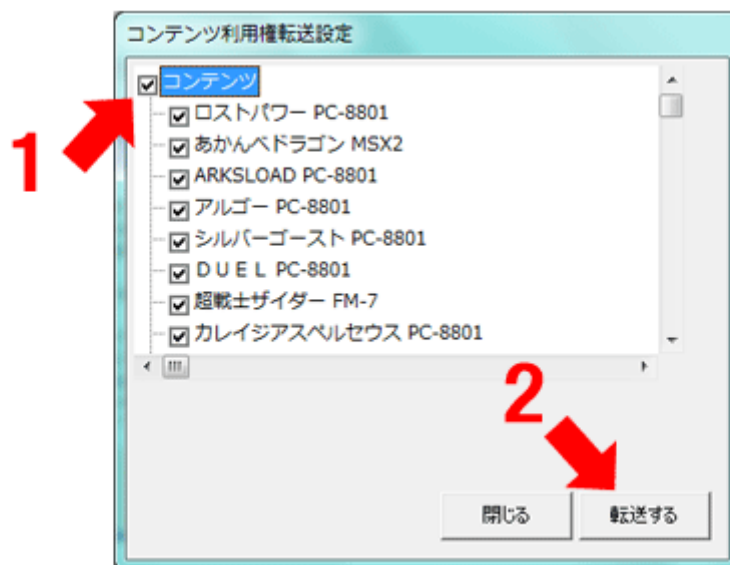 コンテンツ利用権転送設定
コンテンツ
ロストパワー PC-8801
あかんべドラゴン MSX2
ARKSLOAD PC-8801
アルゴー PC-8801
シルバーゴースト PC-8801
ＤＵＥＬ PC-8801
超戦士ザイダー FM-7
カレイジアスペルセウス PC-8801
1
2
閉じる
転送する